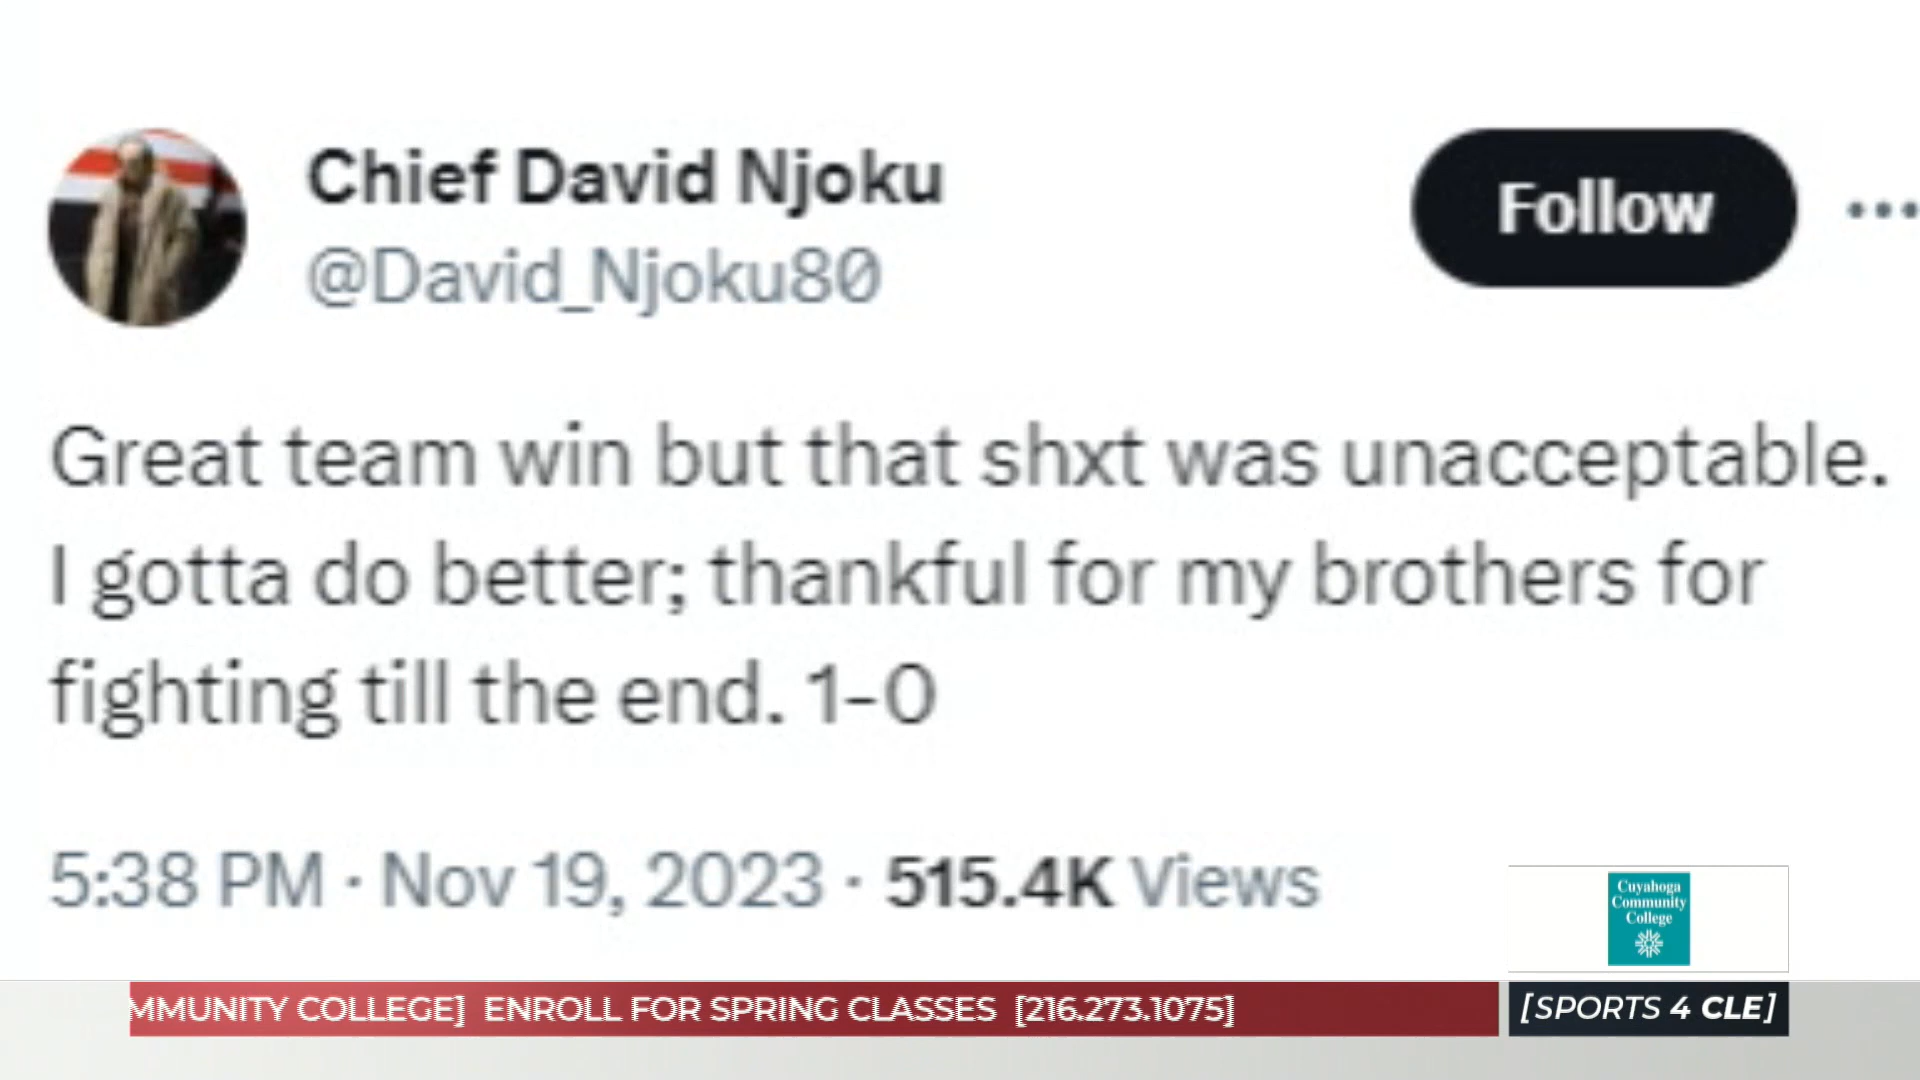 Chief David Njoku
@David_Njoku80
Follow
Great team win but that shxt was unacceptable.
I gotta do better; thankful for my brothers for
fighting till the end. 1-0
5:38 PM · Nov 19, 2023 · 515.4K Views
Cuyahoga
Community
College
MMUNITY COLLEGE] ENROLL FOR SPRING CLASSES [216.273.1075]
[SPORTS 4 CLE]